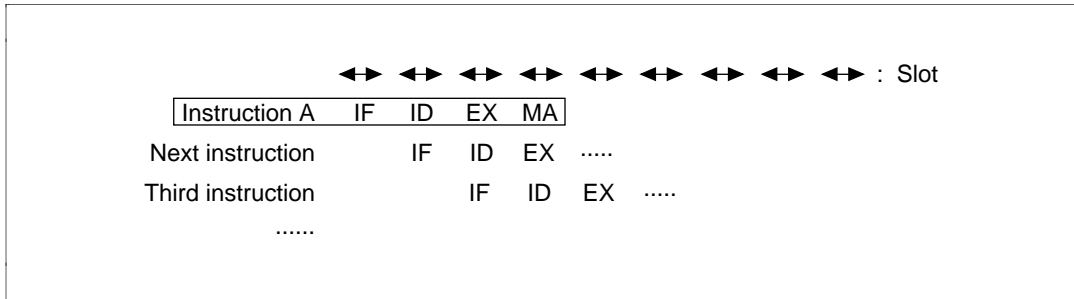 : Slot
Instruction A IF ID EX MA
Next instruction IF ID EX .....
Third instruction IF ID EX .....
......